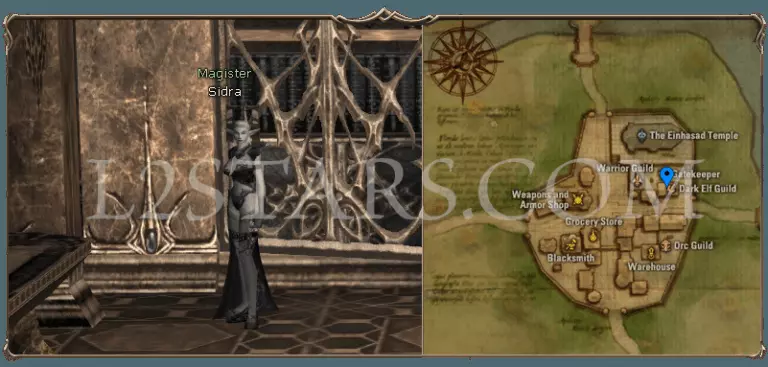 Magister
Sidra
L2STARS.COM
The Einhasad Temple
Warrior Guild
Gatekeeper
Dark Elf Guild
Weapons and
Armor Shop
Grocery Store
Orc Guild
Blacksmith
Warehouse